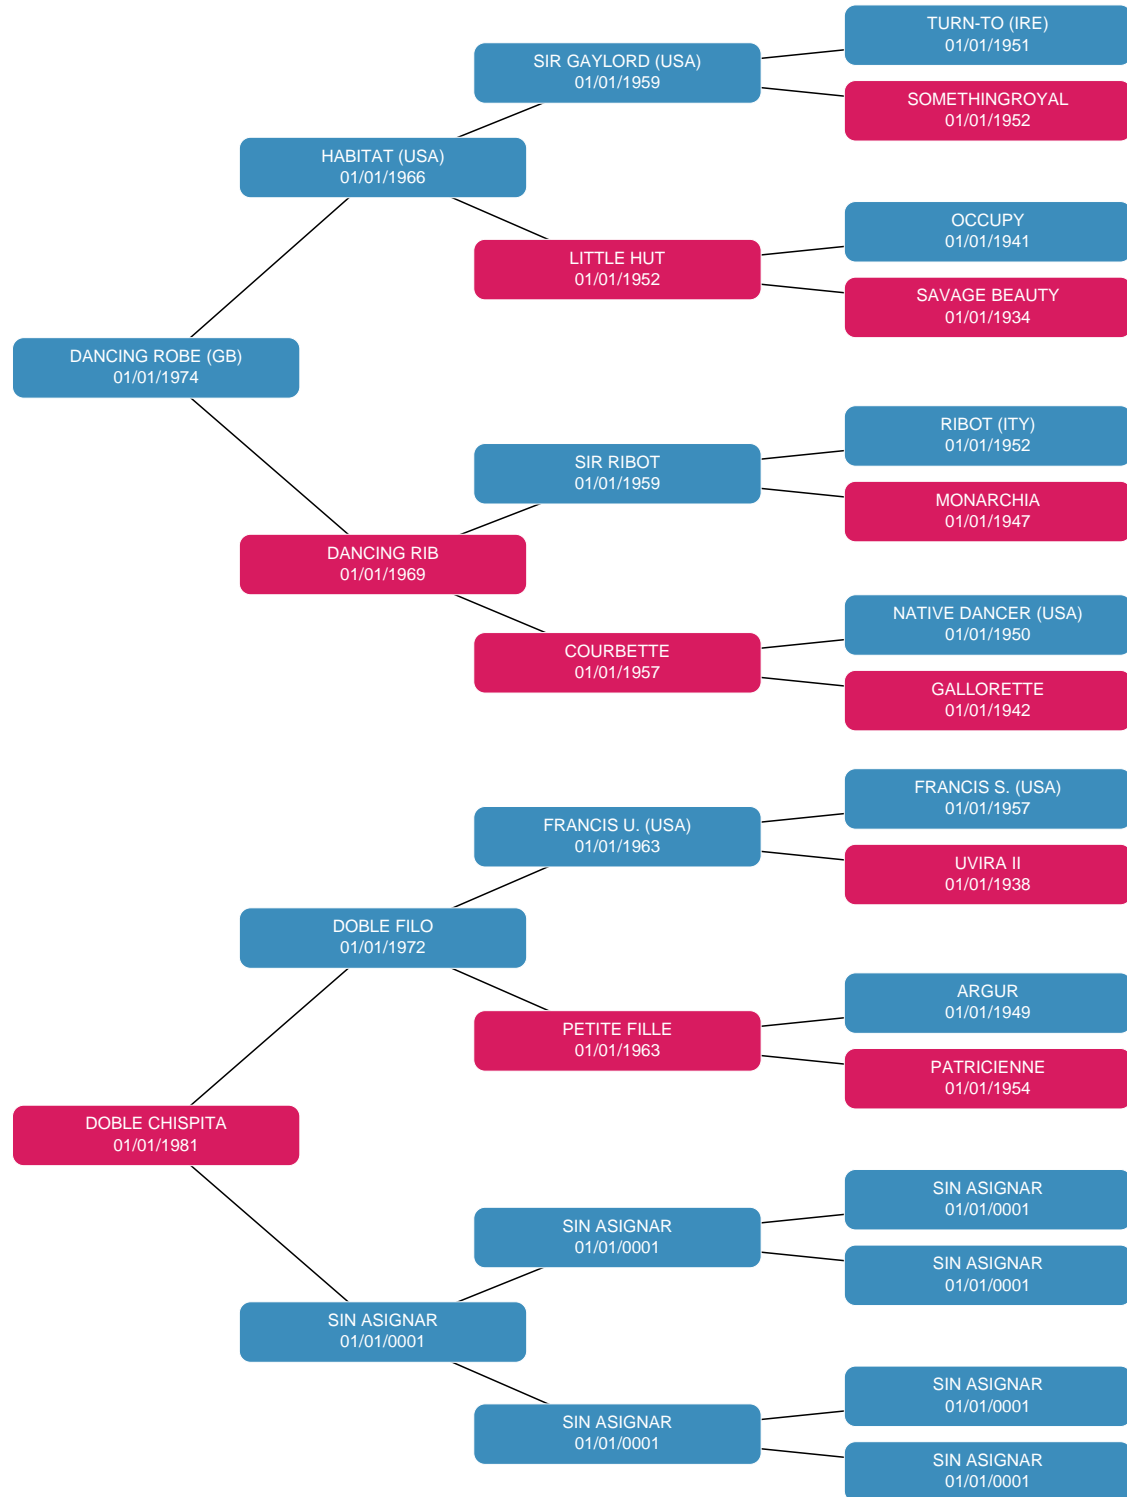 TURN-TO (IRE)
01/01/1951
SIR GAYLORD (USA)
01/01/1959
SOMETHINGROYAL
01/01/1952
HABITAT (USA)
01/01/1966
OCCUPY
01/01/1941
LITTLE HUT
01/01/1952
SAVAGE BEAUTY
01/01/1934
DANCING ROBE (GB)
01/01/1974
RIBOT (ITY)
01/01/1952
SIR RIBOT
01/01/1959
MONARCHIA
01/01/1947
DANCING RIB
01/01/1969
NATIVE DANCER (USA)
01/01/1950
COURBETTE
01/01/1957
GALLORETTE
01/01/1942
FRANCIS S. (USA)
01/01/1957
FRANCIS U. (USA)
01/01/1963
UVIRA II
01/01/1938
DOBLE FILO
01/01/1972
ARGUR
01/01/1949
PETITE FILLE
01/01/1963
PATRICIENNE
01/01/1954
DOBLE CHISPITA
01/01/1981
SIN ASIGNAR
01/01/0001
SIN ASIGNAR
01/01/0001
SIN ASIGNAR
01/01/0001
SIN ASIGNAR
01/01/0001
SIN ASIGNAR
01/01/0001
SIN ASIGNAR
01/01/0001
SIN ASIGNAR
01/01/0001